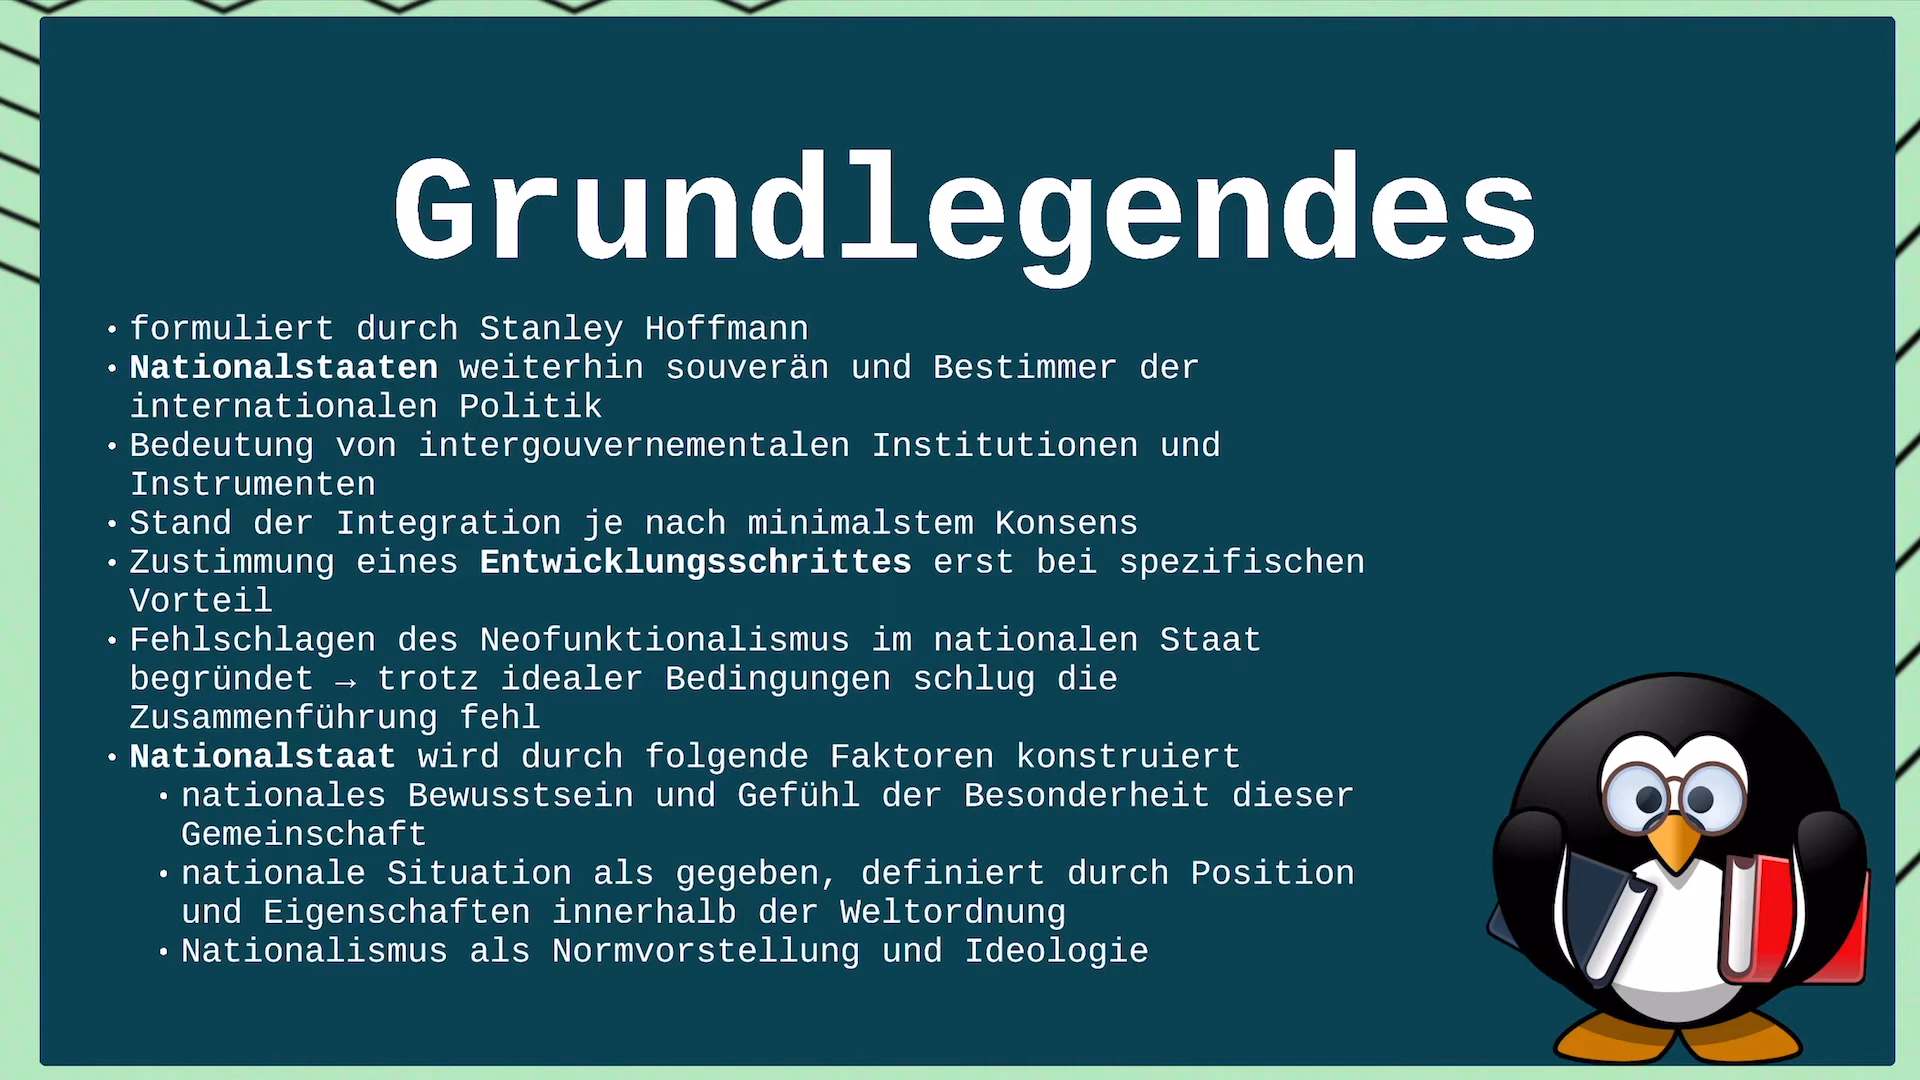 Grundlegendes
• formuliert durch Stanley Hoffmann
• Nationalstaaten weiterhin souverän und Bestimmer der
internationalen Politik
• Bedeutung von intergouvernementalen Institutionen und
Instrumenten
• Stand der Integration je nach minimalstem Konsens
• Zustimmung eines Entwicklungsschrittes erst bei spezifischen
Vorteil
• Fehlschlagen des Neofunktionalismus im nationalen Staat
begründet → trotz idealer Bedingungen schlug die
Zusammenführung fehl
• Nationalstaat wird durch folgende Faktoren konstruiert
• nationales Bewusstsein und Gefühl der Besonderheit dieser
Gemeinschaft
• nationale Situation als gegeben, definiert durch Position
und Eigenschaften innerhalb der Weltordnung
• Nationalismus als Normvorstellung und Ideologie